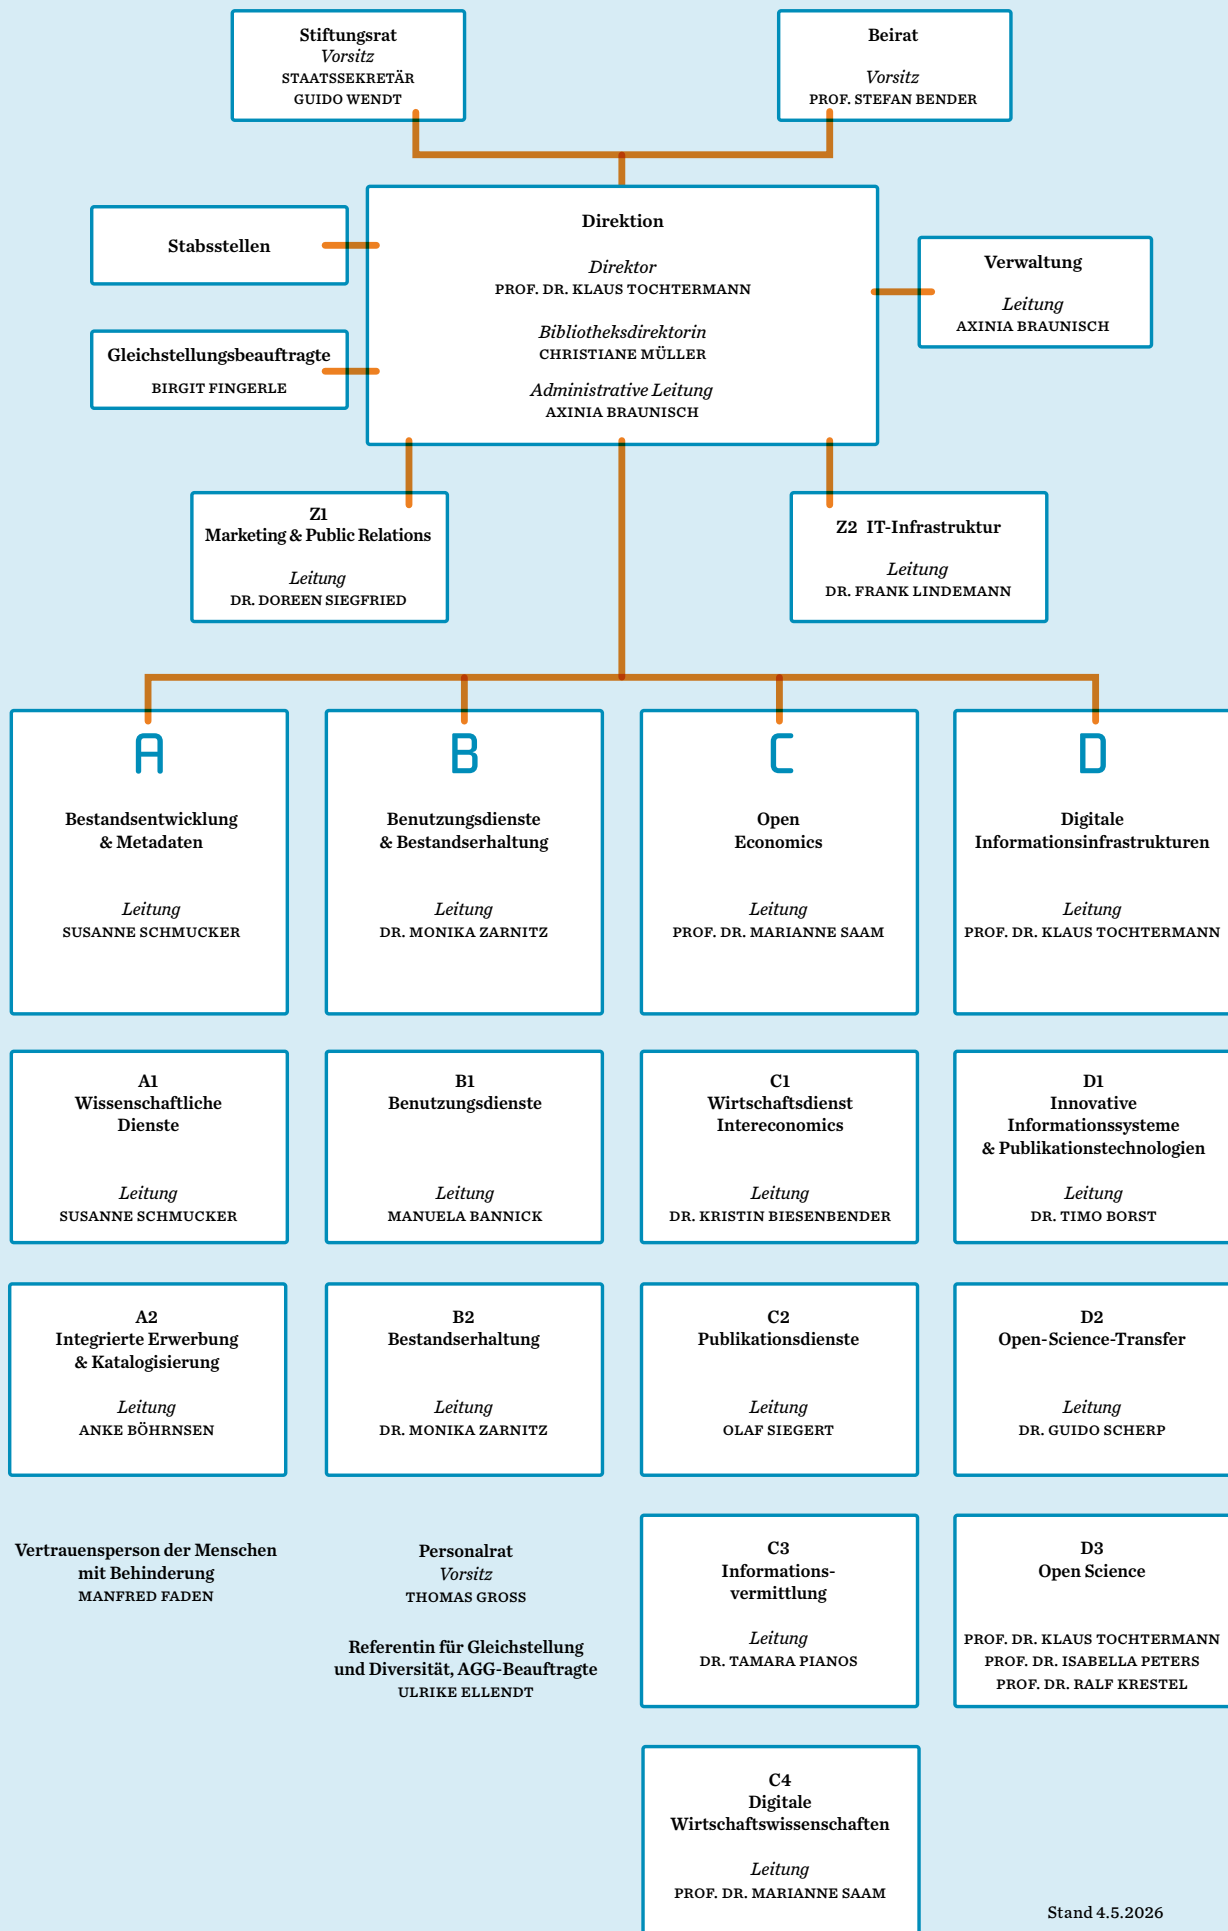 Stiftungsrat
Vorsitz
STAATSSEKRETÄR
GUIDO WENDT
Beirat
Vorsitz
PROF. STEFAN BENDER
Stabsstellen
Gleichstellungsbeauftragte
BIRGIT FINGERLE
Direktion
Direktor
PROF. DR. KLAUS TOCHTERMANN
Bibliotheksdirektorin
CHRISTIANE MÜLLER
Administrative Leitung
AXINIA BRAUNISCH
Verwaltung
Leitung
AXINIA BRAUNISCH
Z1
Marketing & Public Relations
Leitung
DR. DOREEN SIEGFRIED
Z2 IT-Infrastruktur
Leitung
DR. FRANK LINDEMANN
A
Bestandsentwicklung
& Metadaten
Leitung
SUSANNE SCHMUCKER
B
Benutzungsdienste
& Bestandserhaltung
Leitung
DR. MONIKA ZARNITZ
C
Open
Economics
Leitung
PROF. DR. MARIANNE SAAM
D
Digitale
Informationsinfrastrukturen
Leitung
PROF. DR. KLAUS TOCHTERMANN
A1
Wissenschaftliche
Dienste
Leitung
SUSANNE SCHMUCKER
B1
Benutzungsdienste
Leitung
MANUELA BANNICK
C1
Wirtschaftsdienst
Intereconomics
Leitung
DR. KRISTIN BIESENBENDER
D1
Innovative
Informationssysteme
& Publikationstechnologien
Leitung
DR. TIMO BORST
A2
Integrierte Erwerbung
& Katalogisierung
Leitung
ANKE BÖHRNSEN
B2
Bestandserhaltung
Leitung
DR. MONIKA ZARNITZ
C2
Publikationsdienste
Leitung
OLAF SIEGERT
D2
Open-Science-Transfer
Leitung
DR. GUIDO SCHERP
Vertrauensperson der Menschen
mit Behinderung
MANFRED FADEN
Personalrat
Vorsitz
THOMAS GROSS
Referentin für Gleichstellung
und Diversität, AGG-Beauftragte
ULRIKE ELLENDT
C3
Informations-
vermittlung
Leitung
DR. TAMARA PIANOS
D3
Open Science
PROF. DR. KLAUS TOCHTERMANN
PROF. DR. ISABELLA PETERS
PROF. DR. RALF KRESTEL
C4
Digitale
Wirtschaftswissenschaften
Leitung
PROF. DR. MARIANNE SAAM
Stand 4.5.2026